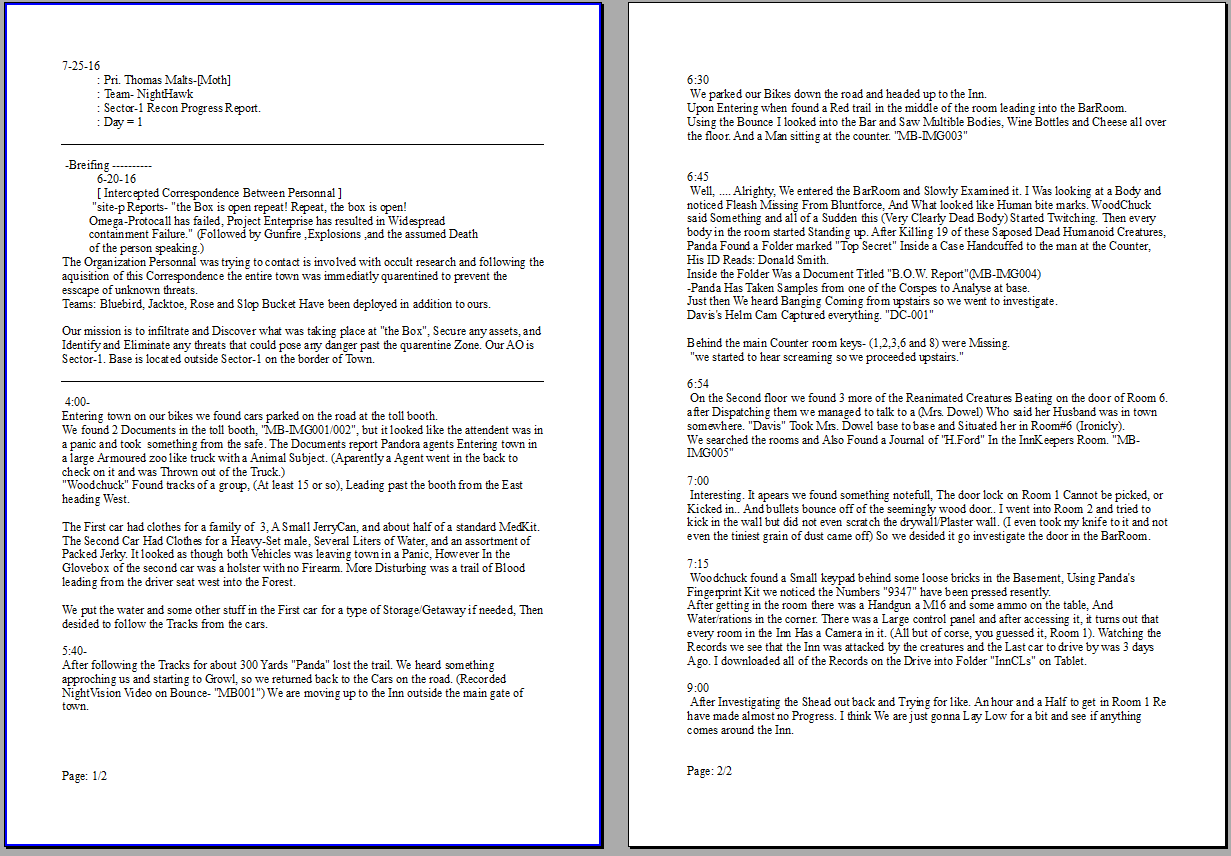 7-25-16
: Pri. Thomas Malts-[Moth]
: Team- NightHawk
: Sector-1 Recon Progress Report.
: Day = 1
-Breifing ----------
6-20-16
[ Intercepted Correspondence Between Personnal ]
"site-p Reports- "the Box is open repeat! Repeat, the box is open!
Omega-Protocall has failed, Project Enterprise has resulted in Widespread
containment Failure." (Followed by Gunfire ,Explosions ,and the assumed Death
of the person speaking.)
The Organization Personnal was trying to contact is involved with occult research and following the
aquisition of this Correspondence the entire town was immediatly quarentined to prevent the
esscape of unknown threats.
Teams: Bluebird, Jacktoe, Rose and Slop Bucket Have been deployed in addition to ours.
Our mission is to infiltrate and Discover what was taking place at "the Box", Secure any assets, and
Identify and Eliminate any threats that could pose any danger past the quarentine Zone. Our AO is
Sector-1. Base is located outside Sector-1 on the border of Town.
4:00-
Entering town on our bikes we found cars parked on the road at the toll booth.
We found 2 Documents in the toll booth, "MB-IMG001/002", but it looked like the attendent was in
a panic and took something from the safe. The Documents report Pandora agents Entering town in
a large Armoured zoo like truck with a Animal Subject. (Aparently a Agent went in the back to
check on it and was Thrown out of the Truck.)
"Woodchuck" Found tracks of a group, (At least 15 or so), Leading past the booth from the East
heading West.
The First car had clothes for a family of 3, A Small JerryCan, and about half of a standard MedKit.
The Second Car Had Clothes for a Heavy-Set male, Several Liters of Water, and an assortment of
Packed Jerky. It looked as though both Vehicles was leaving town in a Panic, However In the
Glovebox of the second car was a holster with no Firearm. More Disturbing was a trail of Blood
leading from the driver seat west into the Forest.
We put the water and some other stuff in the First car for a type of Storage/Getaway if needed, Then
desided to follow the Tracks from the cars.
5:40-
After following the Tracks for about 300 Yards "Panda" lost the trail. We heard something
approching us and starting to Growl, so we returned back to the Cars on the road. (Recorded
NightVision Video on Bounce- "MB001") We are moving up to the Inn outside the main gate of
town.
Page: 1/2
6:30
We parked our Bikes down the road and headed up to the Inn.
Upon Entering when found a Red trail in the middle of the room leading into the BarRoom.
Using the Bounce I looked into the Bar and Saw Multible Bodies, Wine Bottles and Cheese all over
the floor. And a Man sitting at the counter. "MB-IMG003"
6:45
Well, .... Alrighty, We entered the BarRoom and Slowly Examined it. I Was looking at a Body and
noticed Fleash Missing From Bluntforce, And What looked like Human bite marks. WoodChuck
said Something and all of a Sudden this (Very Clearly Dead Body) Started Twitching. Then every
body in the room started Standing up. After Killing 19 of these Saposed Dead Humanoid Creatures,
Panda Found a Folder marked "Top Secret" Inside a Case Handcuffed to the man at the Counter,
His ID Reads: Donald Smith.
Inside the Folder Was a Document Titled "B.O.W. Report"(MB-IMG004)
-Panda Has Taken Samples from one of the Corspes to Analyse at base.
Just then We heard Banging Coming from upstairs so we went to investigate.
Davis's Helm Cam Captured everything. "DC-001"
Behind the main Counter room keys- (1,2,3,6 and 8) were Missing.
"we started to hear screaming so we proceeded upstairs."
6:54
On the Second floor we found 3 more of the Reanimated Creatures Beating on the door of Room 6.
after Dispatching them we managed to talk to a (Mrs. Dowel) Who said her Husband was in town
somewhere. "Davis" Took Mrs. Dowel base to base and Situated her in Room#6 (Ironicly).
We searched the rooms and Also Found a Journal of "H.Ford" In the InnKeepers Room. "MB-
IMG005"
7:00
Interesting. It apears we found something notefull, The door lock on Room 1 Cannot be picked, or
Kicked in.. And bullets bounce off of the seemingly wood door.. I went into Room 2 and tried to
kick in the wall but did not even scratch the drywall/Plaster wall. (I even took my knife to it and not
even the tiniest grain of dust came off) So we desided it go investigate the door in the BarRoom.
7:15
Woodchuck found a Small keypad behind some loose bricks in the Basement, Using Panda's
Fingerprint Kit we noticed the Numbers "9347" have been pressed resently.
After getting in the room there was a Handgun a M16 and some ammo on the table, And
Water/rations in the corner. There was a Large control panel and after accessing it, it turns out that
every room in the Inn Has a Camera in it. (All but of corse, you guessed it, Room 1). Watching the
Records we see that the Inn was attacked by the creatures and the Last car to drive by was 3 days
Ago. I downloaded all of the Records on the Drive into Folder "InnCLs" on Tablet.
9:00
After Investigating the Shead out back and Trying for like. An hour and a Half to get in Room 1 Re
have made almost no Progress. I think We are just gonna Lay Low for a bit and see if anything
comes around the Inn.
Page: 2/2